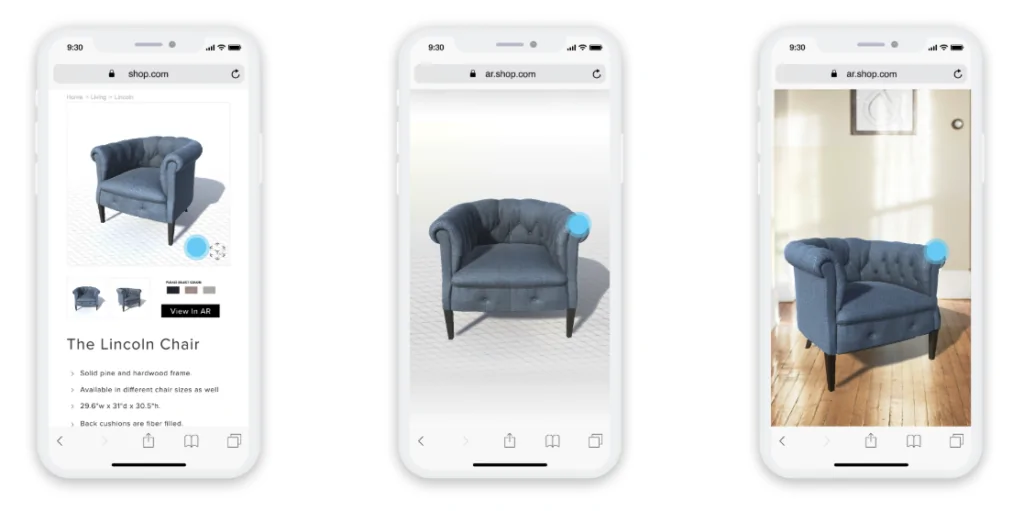 9:30
shop.com
Home > Living > Lincoln
View In AR
The Lincoln Chair
> Solid pine and hardwood frame.
> Available in different chair sizes as well
> 29.6"w x 31"d x 30.5"h.
> Back cushions are fiber filled.
9:30
ar.shop.com
9:30
ar.shop.com